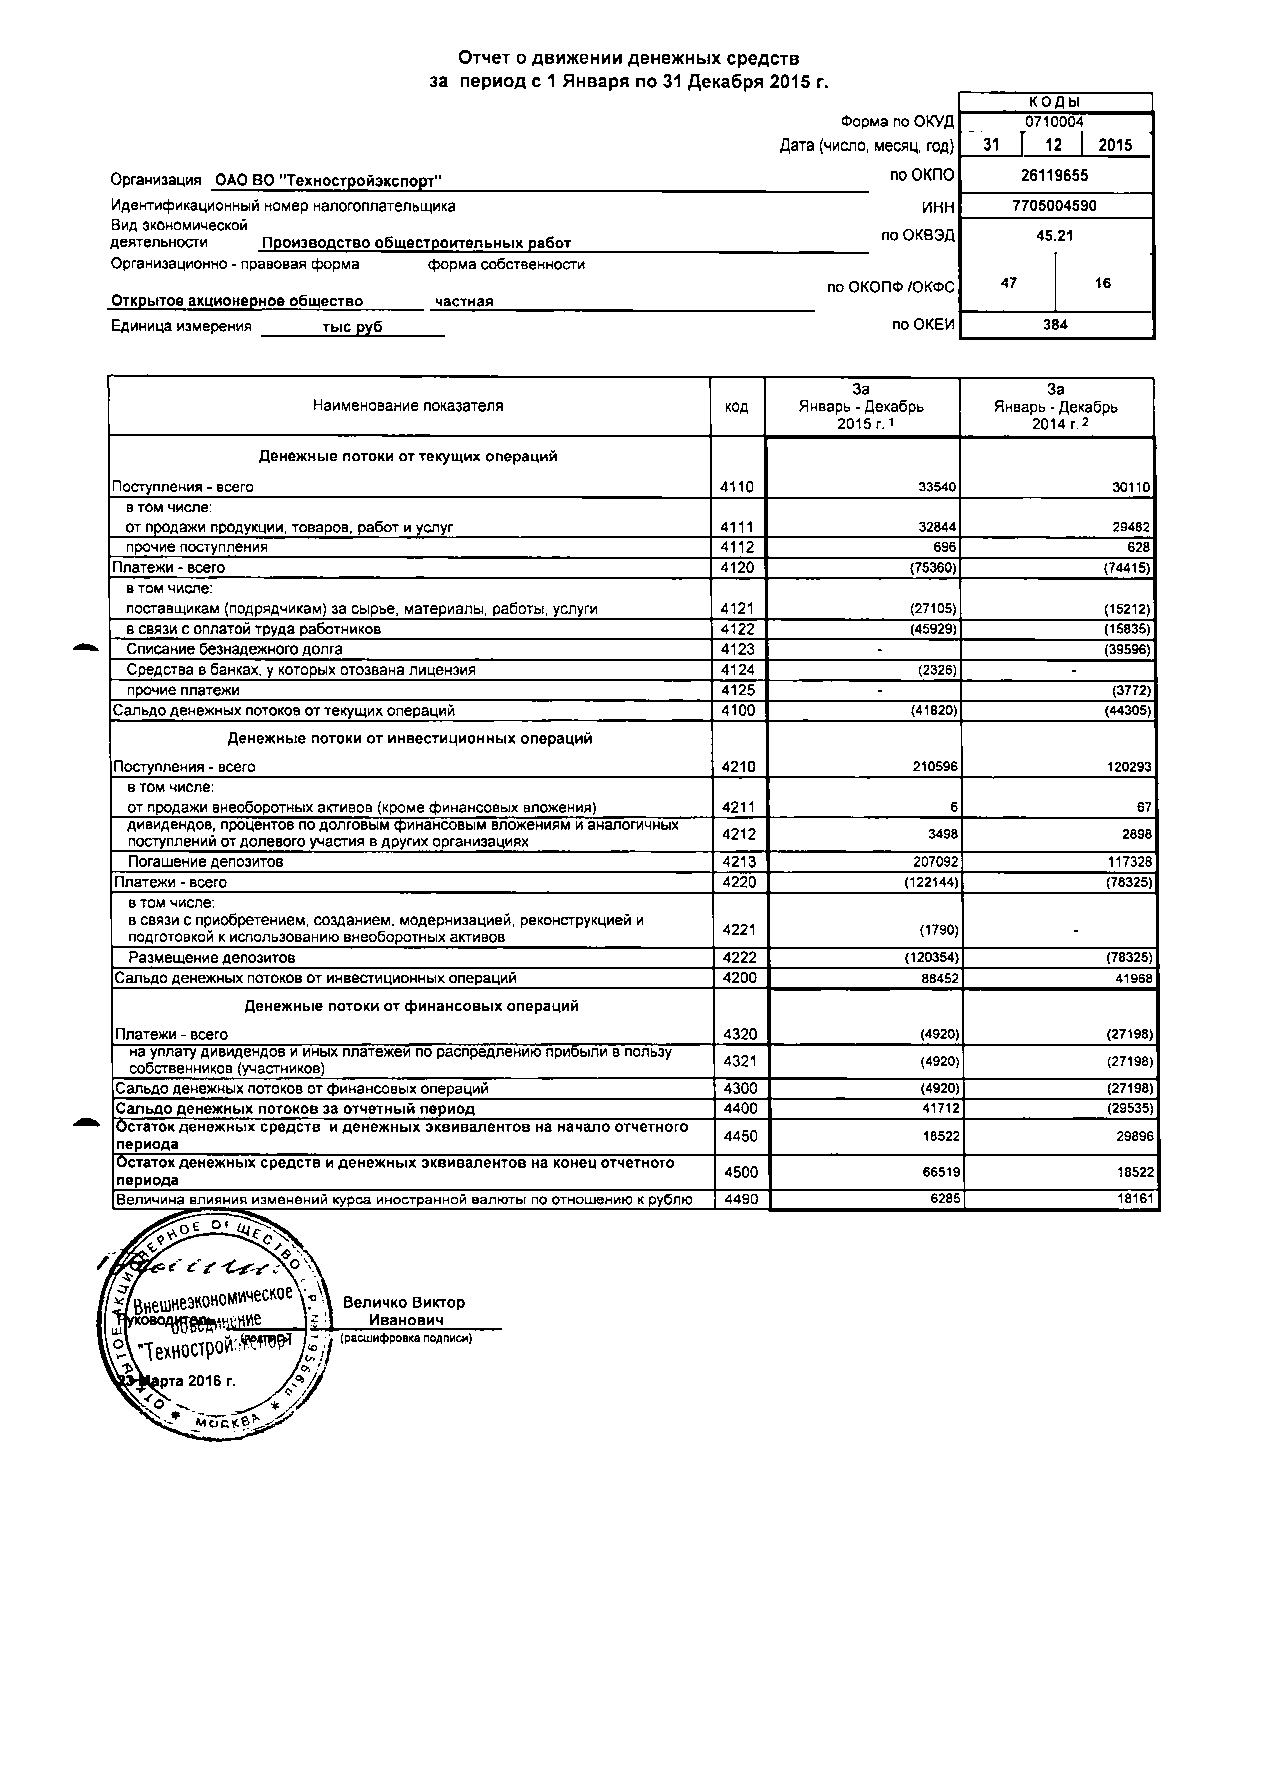 Отчет о движении денежных средств
за период с 1 Января по 31 Декабря 2015 г.
КОДЫ
Форма по ОКУД 0710004
Дата (число, месяц, год) 31 12 2015
Организация ОАО ВО "Техностройэкспорт" по ОКПО 26119655
Идентификационный номер налогоплательщика ИНН 7705004590
Вид экономической
деятельности Производство общестроительных работ по ОКВЭД 45.21
Организационно - правовая форма форма собственности
по ОКОПФ /ОКФС 47 16
Открытое акционерное общество частная
Единица измерения тыс руб по ОКЕИ 384
Наименование показателя код За Январь - Декабрь 2015 г. 1 За Январь - Декабрь 2014 г. 2
Денежные потоки от текущих операций
Поступления - всего 4110 33540 30110
в том числе:
от продажи продукции, товаров, работ и услуг 4111 32844 29482
прочие поступления 4112 696 628
Платежи - всего 4120 (75360) (74415)
в том числе:
поставщикам (подрядчикам) за сырье, материалы, работы, услуги 4121 (27105) (15212)
в связи с оплатой труда работников 4122 (45929) (15835)
Списание безнадежного долга 4123 - (39596)
Средства в банках, у которых отозвана лицензия 4124 (2326) -
прочие платежи 4125 - (3772)
Сальдо денежных потоков от текущих операций 4100 (41820) (44305)
Денежные потоки от инвестиционных операций
Поступления - всего 4210 210596 120293
в том числе:
от продажи внеоборотных активов (кроме финансовых вложения) 4211 6 67
дивидендов, процентов по долговым финансовым вложениям и аналогичных
поступлений от долевого участия в других организациях 4212 3498 2898
Погашение депозитов 4213 207092 117328
Платежи - всего 4220 (122144) (78325)
в том числе:
в связи с приобретением, созданием, модернизацией, реконструкцией и
подготовкой к использованию внеоборотных активов 4221 (1790) -
Размещение депозитов 4222 (120354) (78325)
Сальдо денежных потоков от инвестиционных операций 4200 88452 41968
Денежные потоки от финансовых операций
Платежи - всего 4320 (4920) (27198)
на уплату дивидендов и иных платежей по распредлению прибыли в пользу
собственников (участников) 4321 (4920) (27198)
Сальдо денежных потоков от финансовых операций 4300 (4920) (27198)
Сальдо денежных потоков за отчетный период 4400 41712 (29535)
Остаток денежных средств и денежных эквивалентов на начало отчетного
периода 4450 18522 29896
Остаток денежных средств и денежных эквивалентов на конец отчетного
периода 4500 66519 18522
Величина влияния изменений курса иностранной валюты по отношению к рублю 4490 6285 18161
Внешнеэкономическое
объединение
Руководитель
Величко Виктор
Иванович
(подпись) (расшифровка подписи)
23 Марта 2016 г.
МОСКВА